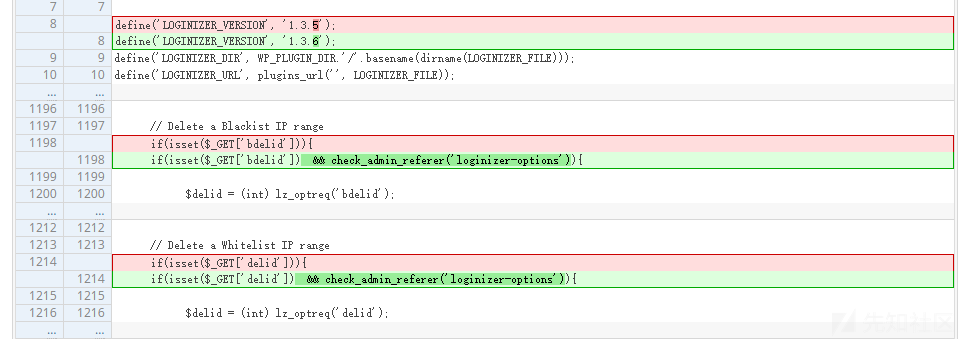 7 7
8 define('LOGINIZER_VERSION', '1.3.5');
8 define('LOGINIZER_VERSION', '1.3.6');
9 9 define('LOGINIZER_DIR', WP_PLUGIN_DIR.'/'.basename(dirname(LOGINIZER_FILE)));
10 10 define('LOGINIZER_URL', plugins_url('', LOGINIZER_FILE));
... ...
1196 1196
1197 1197 // Delete a Blackist IP range
1198 if(isset($_GET['bdelid'])){
1198 if(isset($_GET['bdelid']) && check_admin_referer('loginizer-options')){
1199 1199
1200 1200 $delid = (int) lz_optreq('bdelid');
... ...
1212 1212
1213 1213 // Delete a Whitelist IP range
1214 if(isset($_GET['delid'])){
1214 if(isset($_GET['delid']) && check_admin_referer('loginizer-options')){
1215 1215
1216 1216 $delid = (int) lz_optreq('delid');
... ...
先知社区